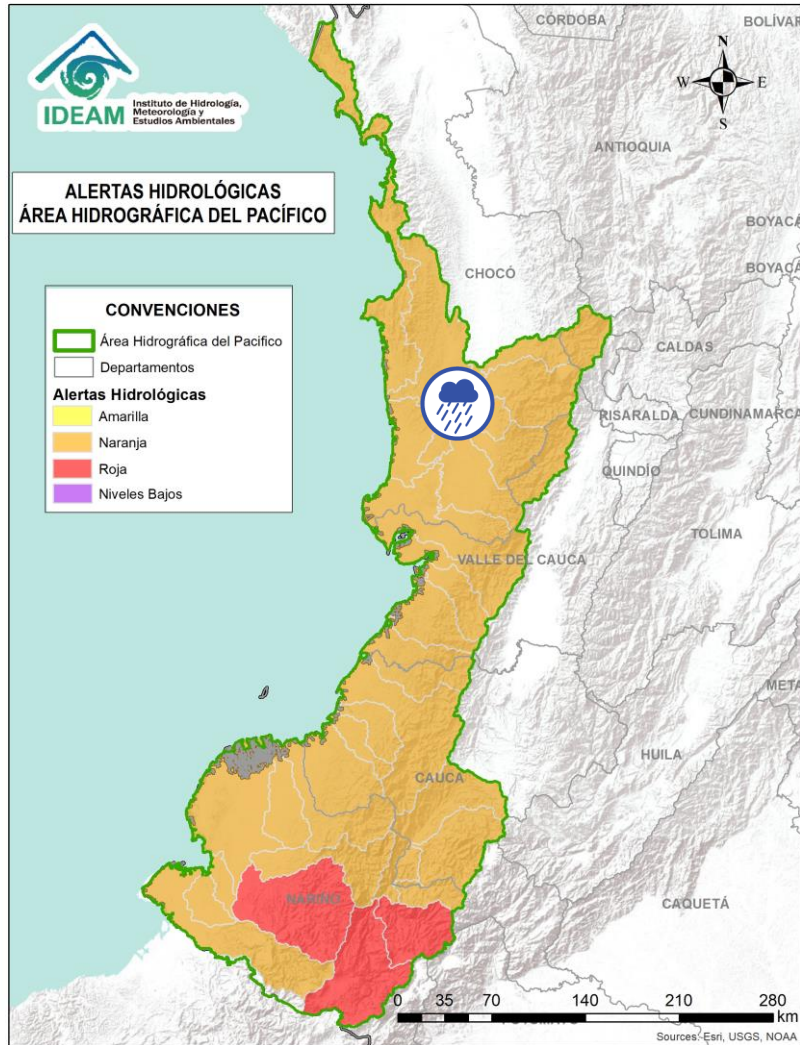 IDEAM
Instituto de Hidrología,
Meteorología y
Estudios Ambientales
ALERTAS HIDROLÓGICAS
ÁREA HIDROGRÁFICA DEL PACÍFICO
CONVENCIONES
Área Hidrográfica del Pacifico
Departamentos
Alertas Hidrológicas
Amarilla
Naranja
Roja
Niveles Bajos
N
W E
S
CÓRDOBA
BOLÍVAR
ANTIOQUIA
BOYACÁ
CHOCÓ
BOYACÁ
CALDAS
RISARALDA
CUNDINAMARCA
QUINDÍO
TOLIMA
VALLE DEL CAUCA
META
HUILA
CAUCA
NARIÑO
CAQUETÁ
0 35 70 140 210 280
km
Sources: Esri, USGS, NOAA